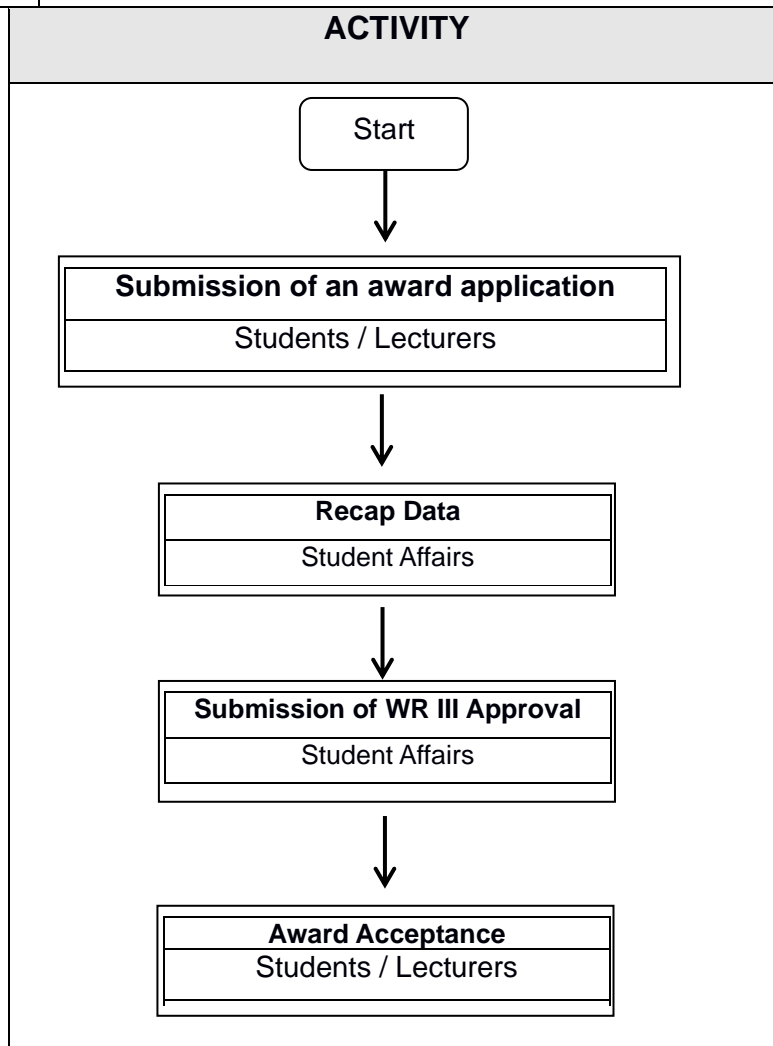 ACTIVITY
Start
Submission of an award application
Students / Lecturers
Recap Data
Student Affairs
Submission of WR III Approval
Student Affairs
Award Acceptance
Students / Lecturers